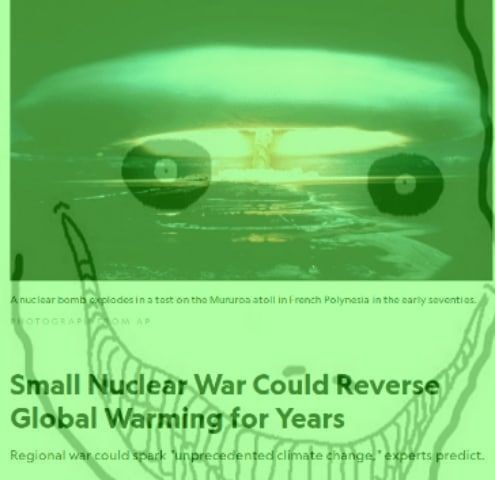 A nuclear bomb explodes in a test on the Mururoa atoll in French Polynesia in the early seventies.
PHOTOGRAPH FROM AP
Small Nuclear War Could Reverse
Global Warming for Years
Regional war could spark "unprecedented climate change," experts predict.